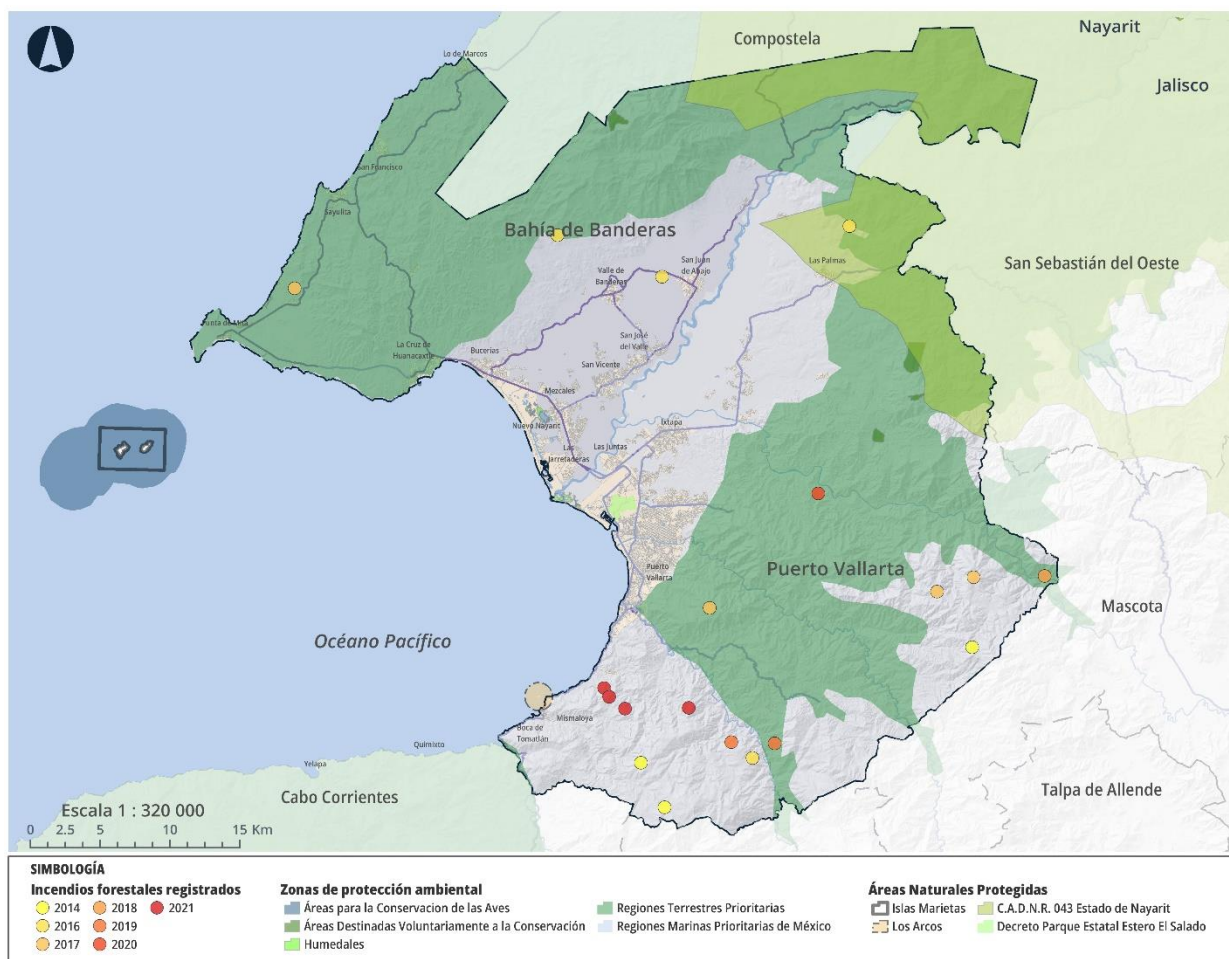 Nayarit
Compostela
Lo de Marcos
Jalisco
San Francisco
Sayulita
Bahía de Banderas
San Sebastián del Oeste
Las Palmas
San Juan
de Abajo
Valle de
Banderas
Punta de Mita
San José
del Valle
La Cruz de
Huanacaxtle
Bucerías
San Vicente
Mezcales
Nuevo Nayarit
Ixtapa
Las Juntas
Las
Jarretaderas
Puerto
Vallarta
Puerto Vallarta
Mascota
Océano Pacífico
Mismaloya
Boca de
Tomatlán
Quimixto
Yelapa
Cabo Corrientes
Talpa de Allende
Escala 1 : 320 000
0 2.5 5 10 15 Km
SIMBOLOGÍA
Incendios forestales registrados
2014 2018 2021
2016 2019
2017 2020
Zonas de protección ambiental
Áreas para la Conservacion de las Aves
Áreas Destinadas Voluntariamente a la Conservación
Humedales
Regiones Terrestres Prioritarias
Regiones Marinas Prioritarias de México
Áreas Naturales Protegidas
Islas Marietas
Los Arcos
C.A.D.N.R. 043 Estado de Nayarit
Decreto Parque Estatal Estero El Salado